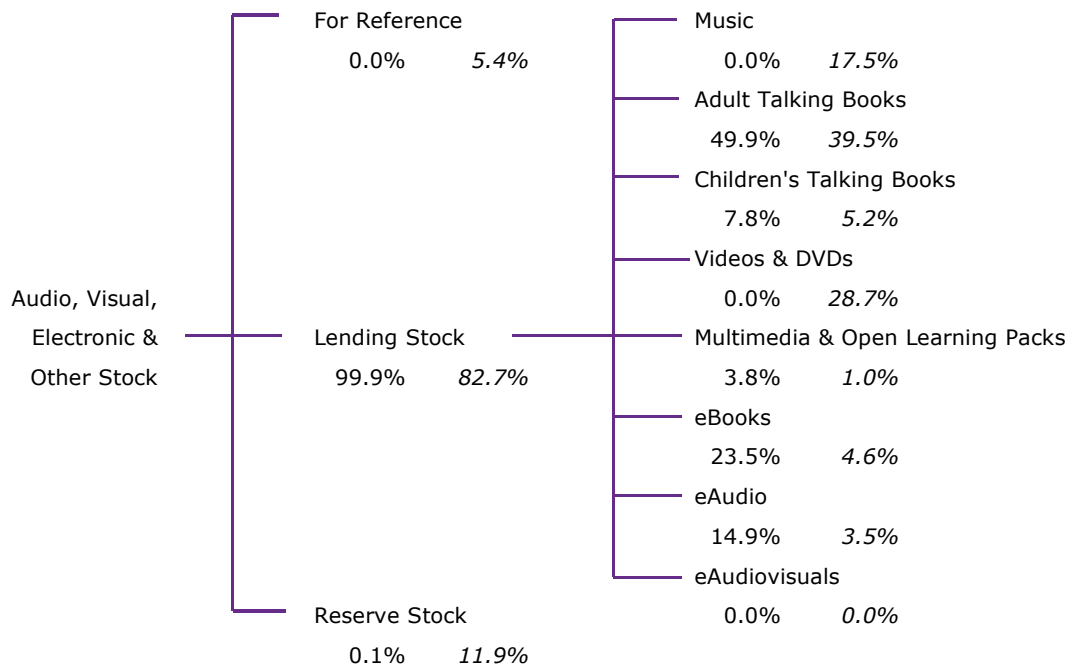 Audio, Visual,
Electronic &
Other Stock
For Reference
0.0% 5.4%
Lending Stock
99.9% 82.7%
Reserve Stock
0.1% 11.9%
Music
0.0% 17.5%
Adult Talking Books
49.9% 39.5%
Children's Talking Books
7.8% 5.2%
Videos & DVDs
0.0% 28.7%
Multimedia & Open Learning Packs
3.8% 1.0%
eBooks
23.5% 4.6%
eAudio
14.9% 3.5%
eAudiovisuals
0.0% 0.0%